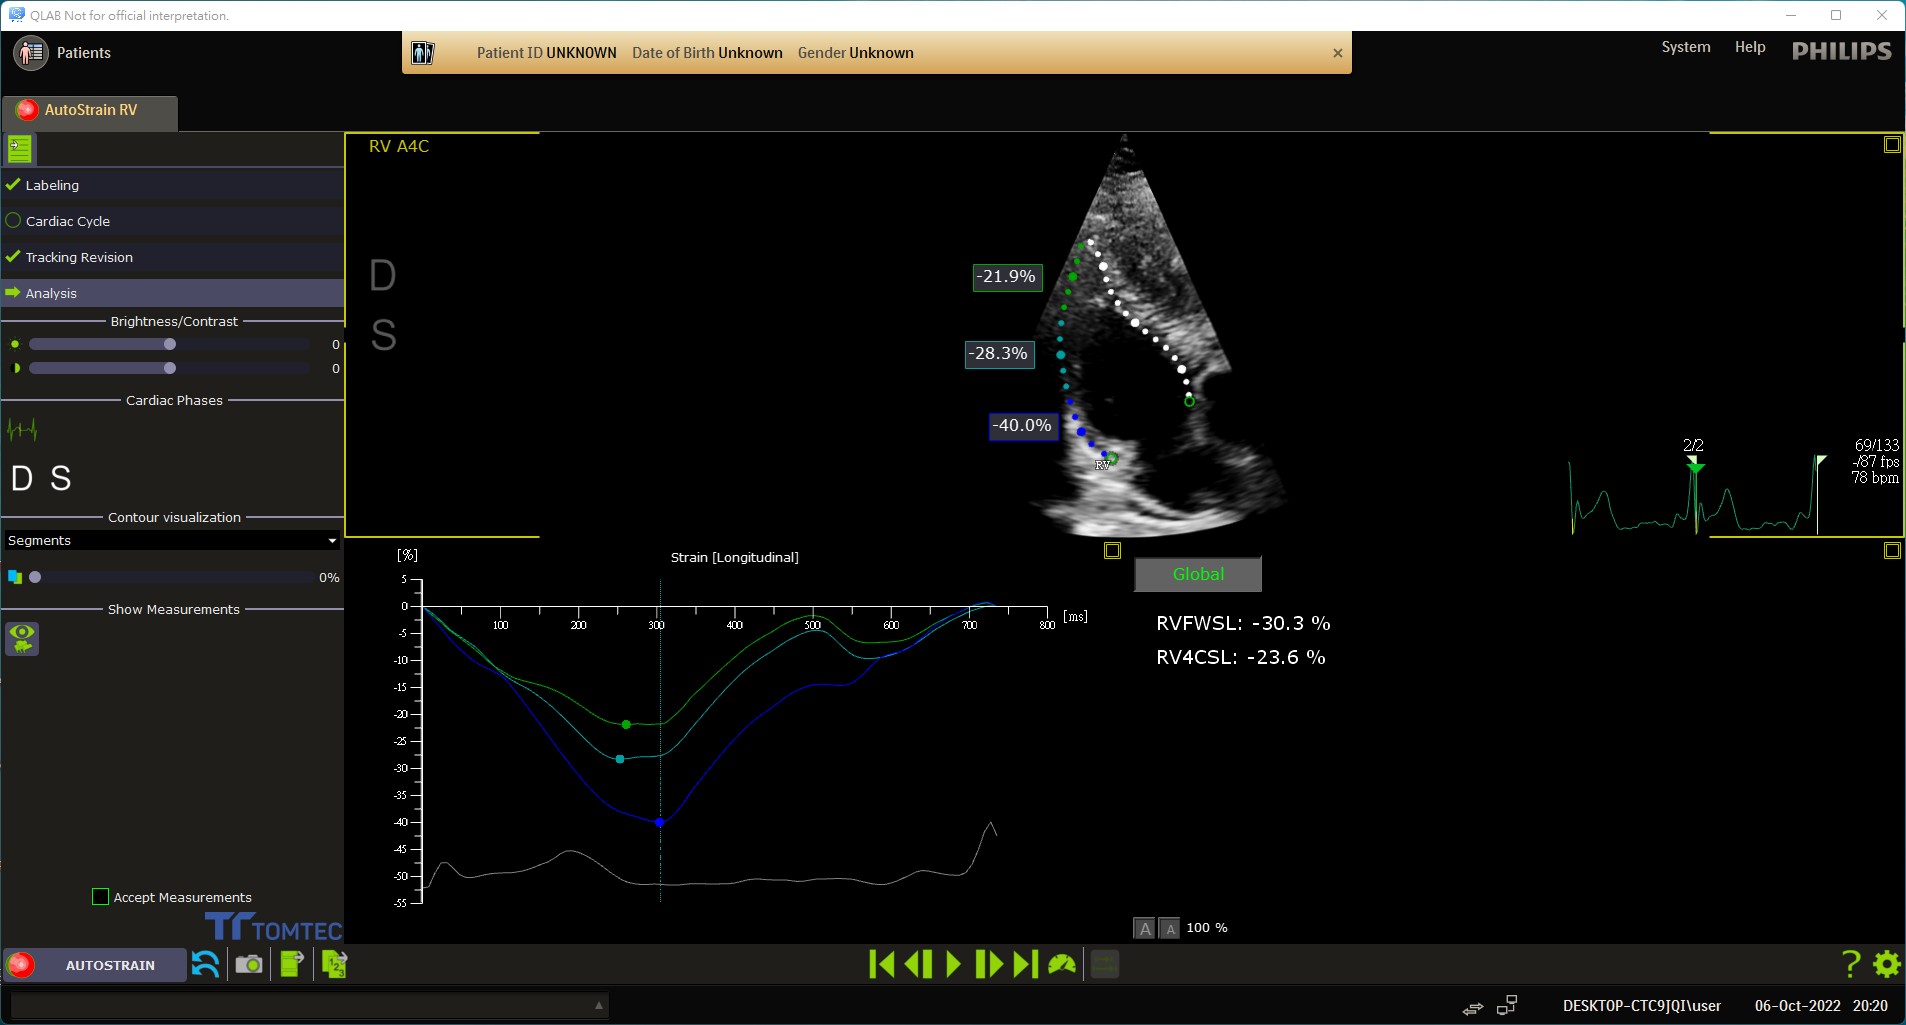 QLAB Not for official interpretation.
Patients
Patient ID UNKNOWN Date of Birth Unknown Gender Unknown
System Help PHILIPS
AutoStrain RV
Labeling
Cardiac Cycle
Tracking Revision
Analysis
Brightness/Contrast
0
0
Cardiac Phases
D S
Contour visualization
Segments
0%
Show Measurements
Accept Measurements
TOMTEC
RV A4C
D
S
-21.9%
-28.3%
-40.0%
RV
2/2
69/133
-/87 fps
78 bpm
[%]
Strain [Longitudinal]
5
0
-5
-10
-15
-20
-25
-30
-35
-40
-45
-50
-55
100 200 300 400 500 600 700 800 [ms]
Global
RVFWSL: -30.3 %
RV4CSL: -23.6 %
A A 100 %
AUTOSTRAIN
1 2 3
?
DESKTOP-CTC9JQI\user 06-Oct-2022 20:20